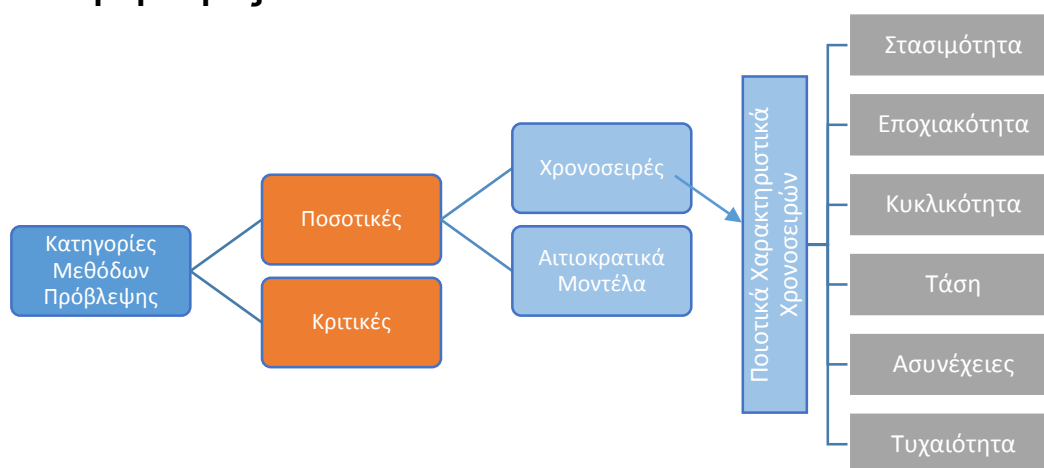 Κατηγορίες
Μεθόδων
Πρόβλεψης
Ποσοτικές
Κριτικές
Χρονοσειρές
Αιτιοκρατικά
Μοντέλα
Ποιοτικά Χαρακτηριστικά
Χρονοσειρών
Στασιμότητα
Εποχιακότητα
Κυκλικότητα
Τάση
Ασυνέχειες
Τυχαιότητα